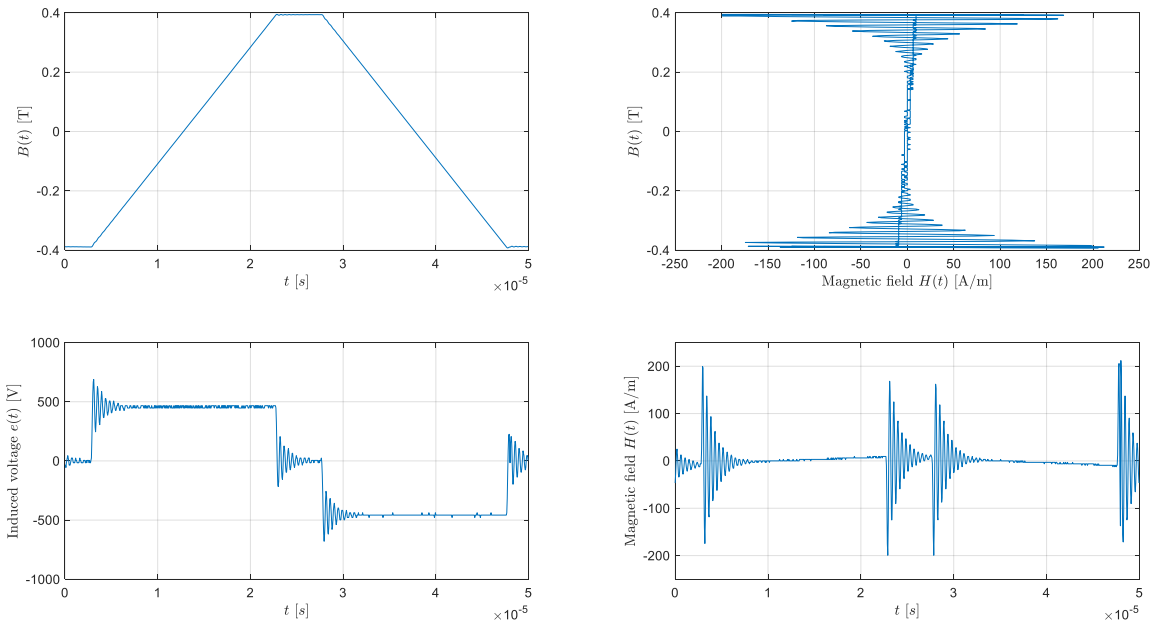 B(t) [T]
0.4
0.2
0
-0.2
-0.4
0 1 2 3 4 5
t [s]
×10⁻⁵
B(t) [T]
0.4
0.2
0
-0.2
-0.4
-250 -200 -150 -100 -50 0 50 100 150 200 250
Magnetic field H(t) [A/m]
Induced voltage e(t) [V]
1000
500
0
-500
-1000
0 1 2 3 4 5
t [s]
×10⁻⁵
Magnetic field H(t) [A/m]
200
100
0
-100
-200
0 1 2 3 4 5
t [s]
×10⁻⁵